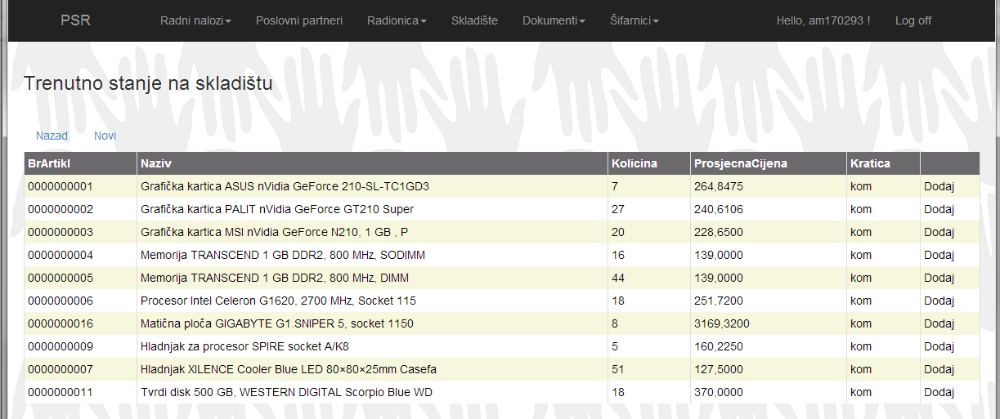 PSR Radni nalozi Poslovni partneri Radionica Skladište Dokumenti Šifarnici Hello, am170293 ! Log off
Trenutno stanje na skladištu
Nazad Novi
BrArtikl Naziv Kolicina ProsjecnaCijena Kratica
0000000001 Grafička kartica ASUS nVidia GeForce 210-SL-TC1GD3 7 264,8475 kom Dodaj
0000000002 Grafička kartica PALIT nVidia GeForce GT210 Super 27 240,6106 kom Dodaj
0000000003 Grafička kartica MSI nVidia GeForce N210, 1 GB , P 20 228,6500 kom Dodaj
0000000004 Memorija TRANSCEND 1 GB DDR2, 800 MHz, SODIMM 16 139,0000 kom Dodaj
0000000005 Memorija TRANSCEND 1 GB DDR2, 800 MHz, DIMM 44 139,0000 kom Dodaj
0000000006 Procesor Intel Celeron G1620, 2700 MHz, Socket 115 18 251,7200 kom Dodaj
0000000016 Matična ploča GIGABYTE G1.SNIPER 5, socket 1150 8 3169,3200 kom Dodaj
0000000009 Hladnjak za procesor SPIRE socket A/K8 5 160,2250 kom Dodaj
0000000007 Hladnjak XILENCE Cooler Blue LED 80×80×25mm Casefa 51 127,5000 kom Dodaj
0000000011 Tvrdi disk 500 GB, WESTERN DIGITAL Scorpio Blue WD 18 370,0000 kom Dodaj